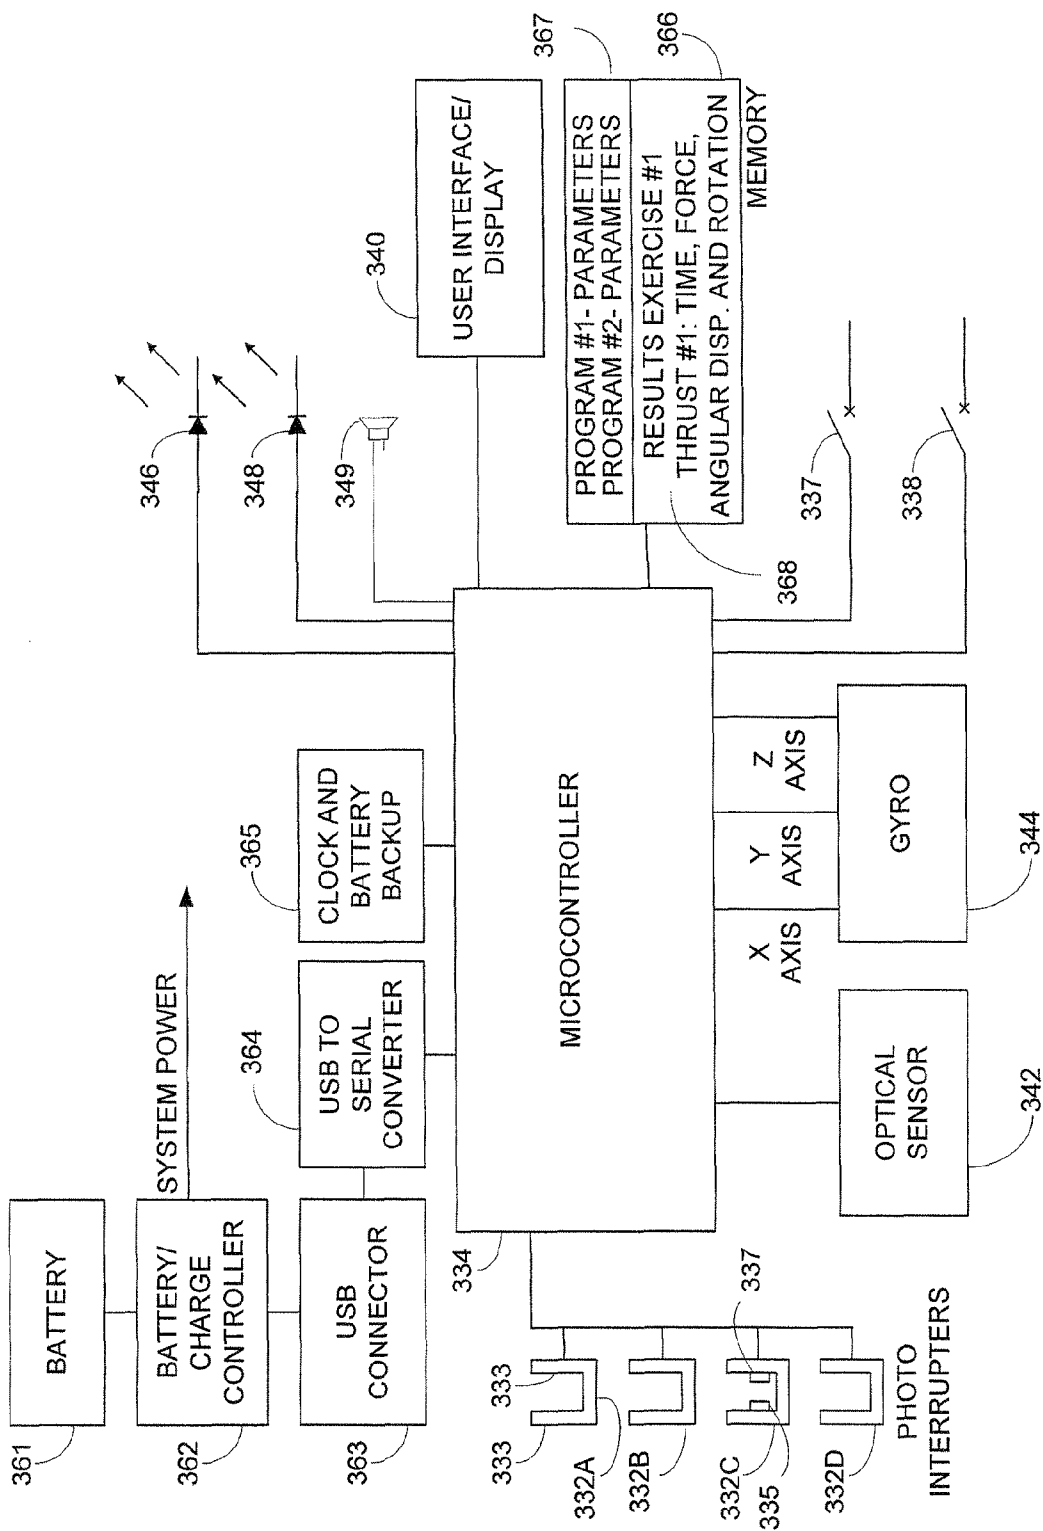 361
BATTERY
362
BATTERY/
CHARGE
CONTROLLER
SYSTEM POWER
363
USB
CONNECTOR
364
USB TO
SERIAL
CONVERTER
365
CLOCK AND
BATTERY
BACKUP
346
348
349
340
USER INTERFACE/
DISPLAY
367
PROGRAM #1- PARAMETERS
PROGRAM #2- PARAMETERS
366
RESULTS EXERCISE #1
THRUST #1: TIME, FORCE,
ANGULAR DISP. AND ROTATION
MEMORY
368
334
MICROCONTROLLER
333
333
332A
332B
332C
335
337
332D
PHOTO
INTERRUPTERS
OPTICAL
SENSOR
342
X
AXIS
Y
AXIS
Z
AXIS
GYRO
344
337
338